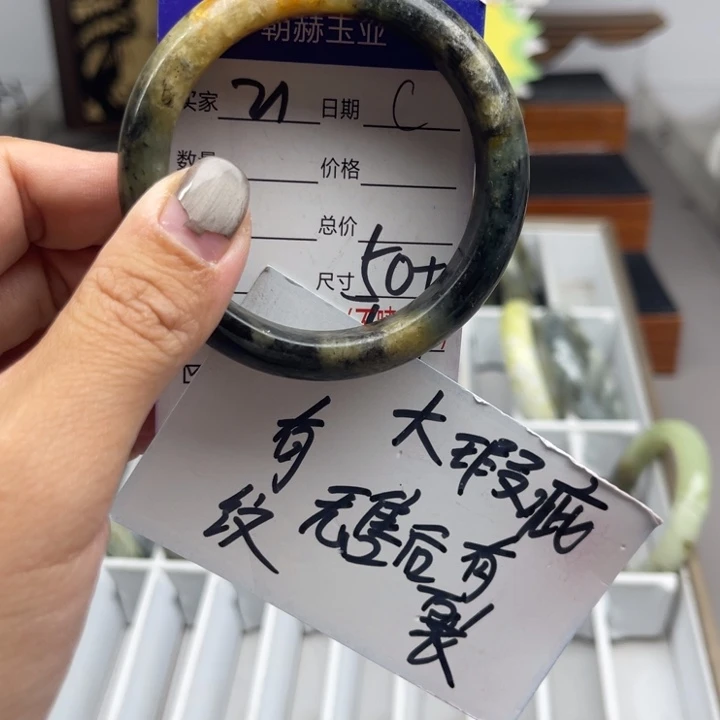 朝赫玉业
买家 21 日期 C
数量 价格
总价
尺寸 50+
有纹
大瑕疵
无售后有裂